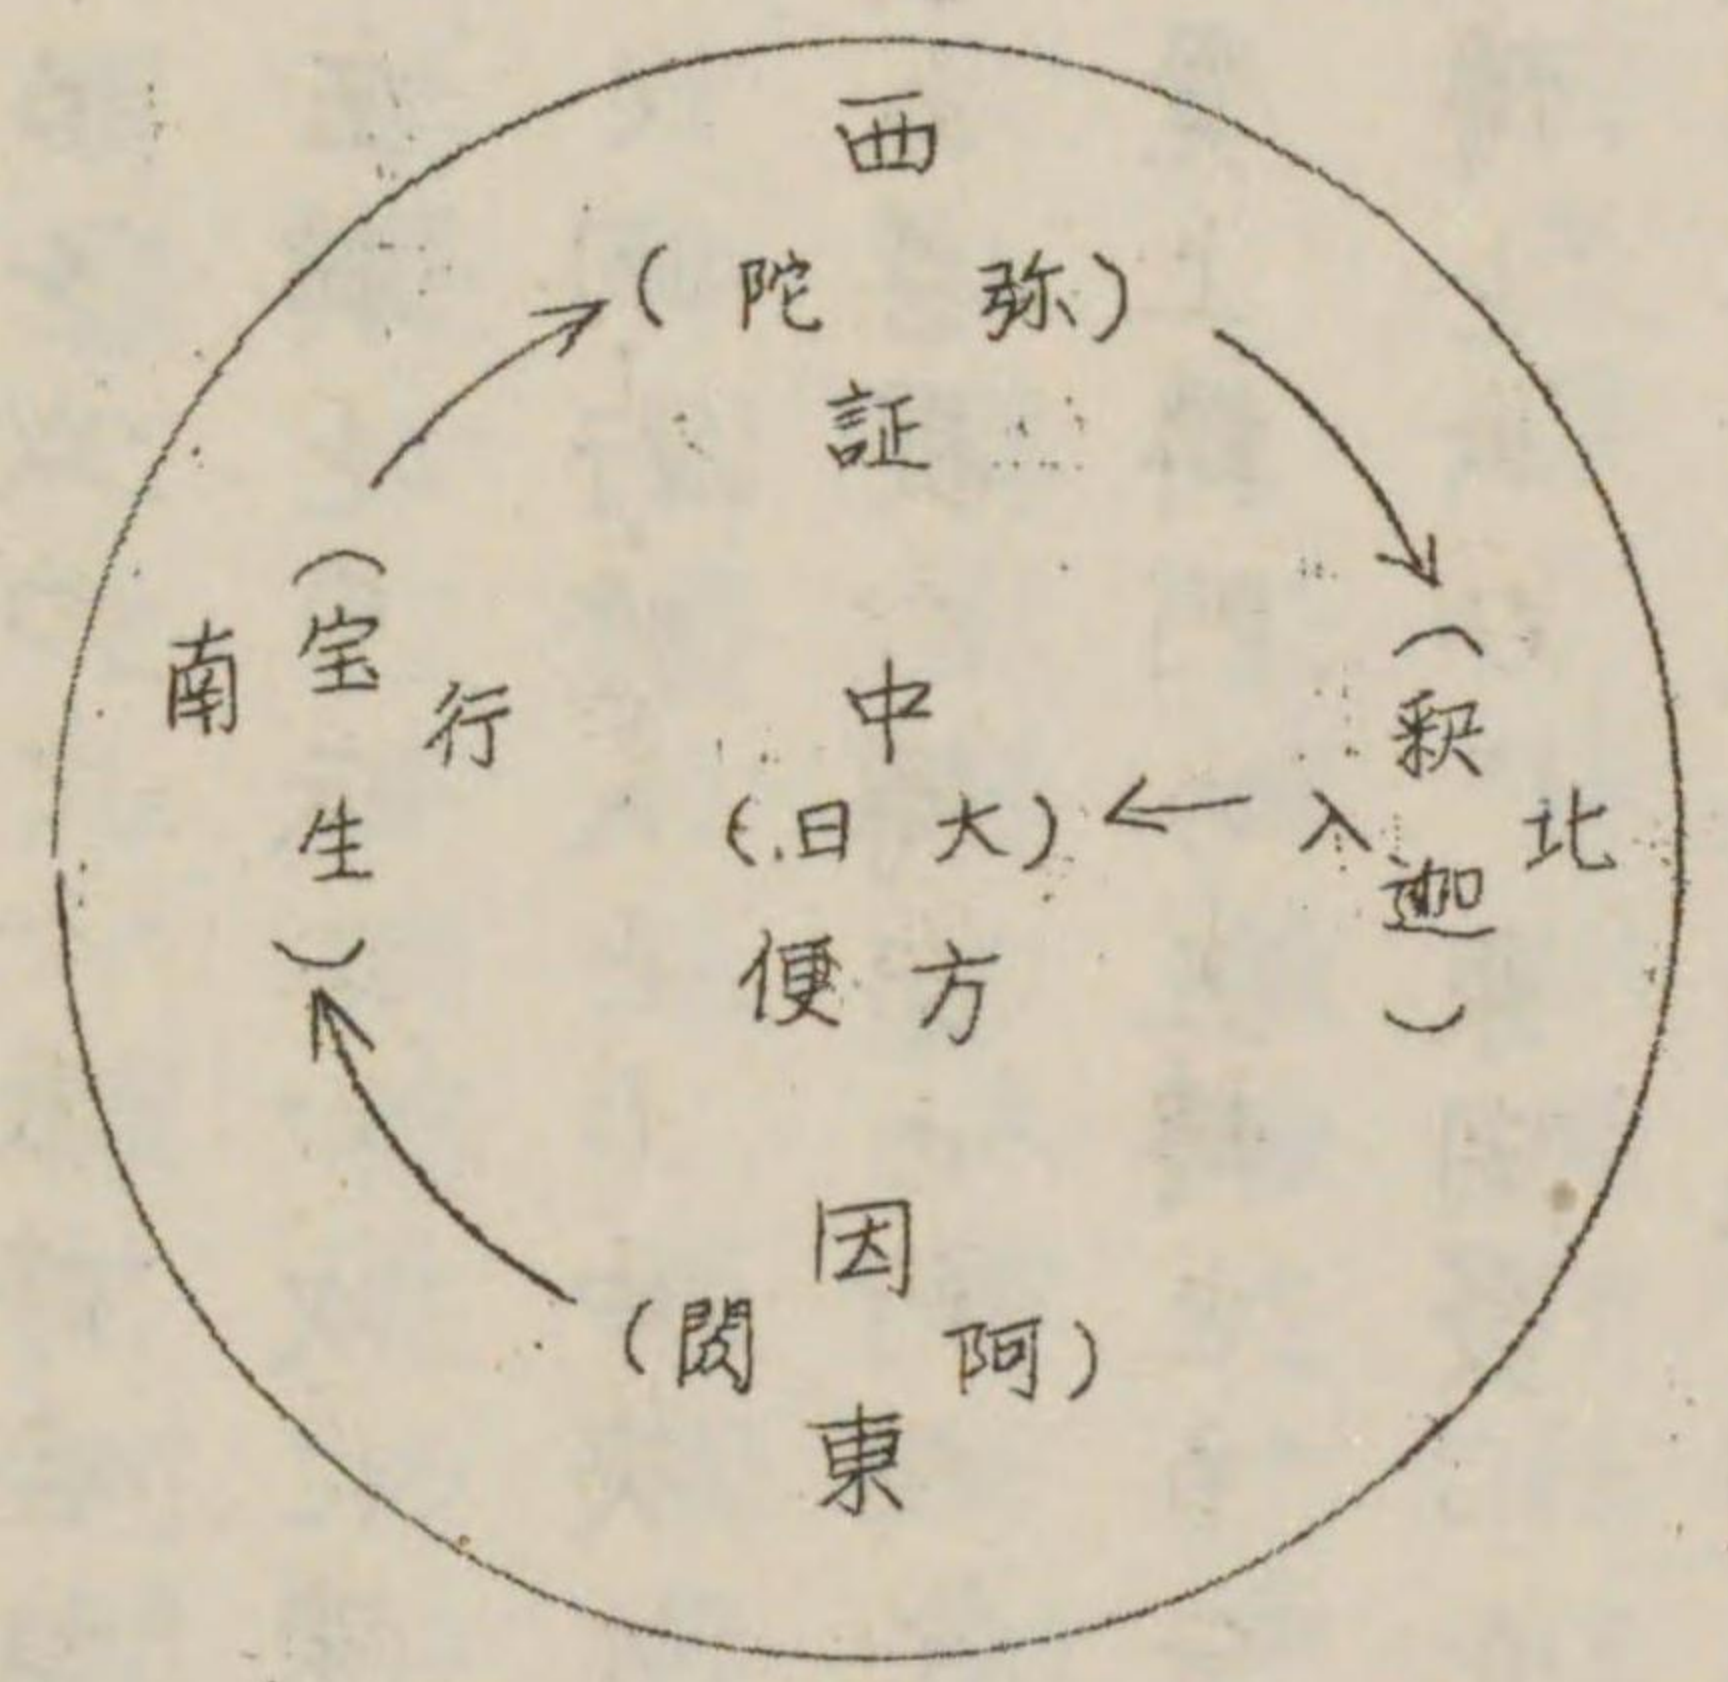 西
(弥陀)
証
(宝生)
南
行
中
(大日)
方便
(釈迦)
入
北
因
(阿閦)
東